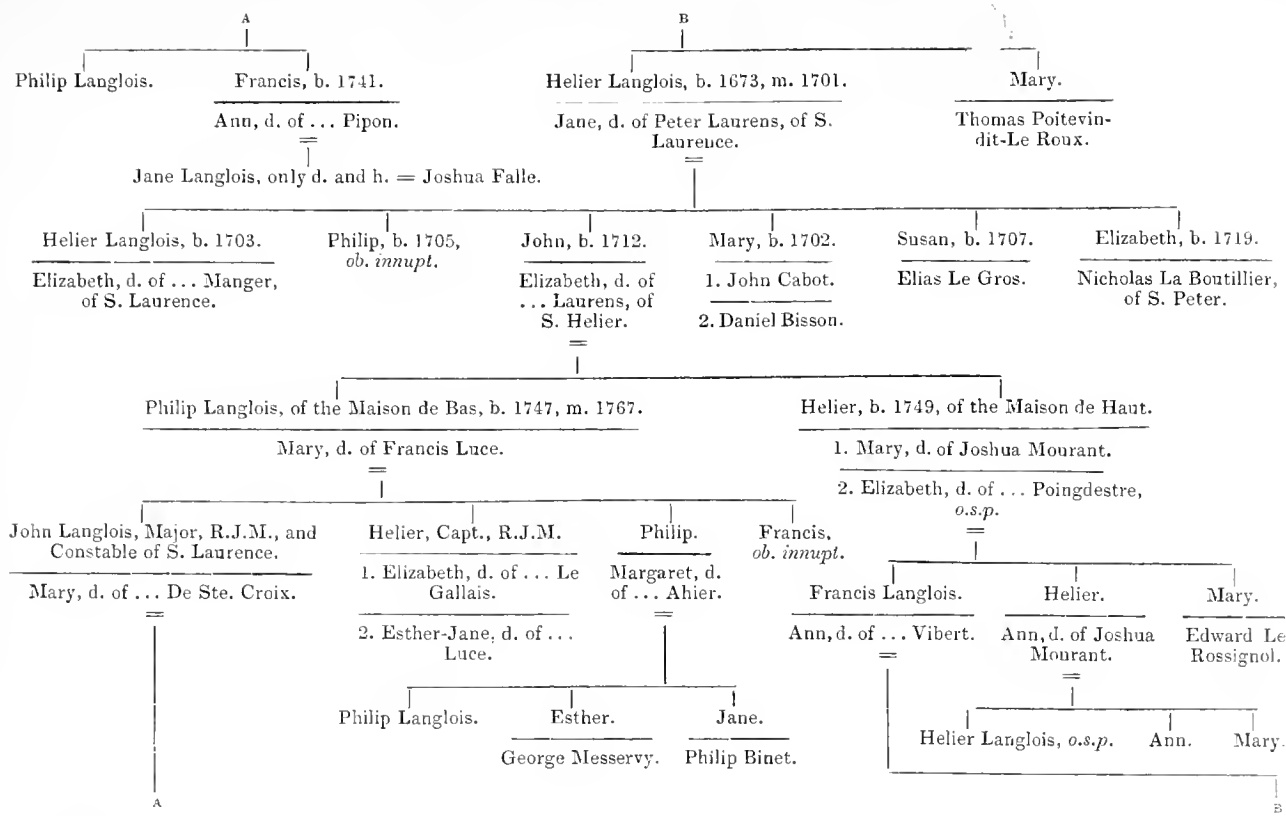 A
B
Philip Langlois.
Francis, b. 1741.
Ann, d. of ... Pipon.
=
Jane Langlois, only d. and h. = Joshua Falle.
Helier Langlois, b. 1673, m. 1701.
Jane, d. of Peter Laurens, of S.
Laurence.
=
Mary.
Thomas Poitevin-
dit-Le Roux.
Helier Langlois, b. 1703.
Elizabeth, d. of ... Manger,
of S. Laurence.
Philip, b. 1705,
ob. innupt.
John, b. 1712.
Elizabeth, d. of
... Laurens, of
S. Helier.
=
Mary, b. 1702.
1. John Cabot.
2. Daniel Bisson.
Susan, b. 1707.
Elias Le Gros.
Elizabeth, b. 1719.
Nicholas La Boutillier,
of S. Peter.
Philip Langlois, of the Maison de Bas, b. 1747, m. 1767.
Mary, d. of Francis Luce.
=
Helier, b. 1749, of the Maison de Haut.
1. Mary, d. of Joshua Mourant.
2. Elizabeth, d. of ... Poingdestre,
o.s.p.
=
John Langlois, Major, R.J.M., and
Constable of S. Laurence.
Mary, d. of ... De Ste. Croix.
=
Helier, Capt., R.J.M.
1. Elizabeth, d. of ... Le
Gallais.
2. Esther-Jane, d. of ...
Luce.
Philip.
Margaret, d.
of ... Ahier.
=
Francis,
ob. innupt.
Francis Langlois.
Ann, d. of ... Vibert.
=
Helier.
Ann, d. of Joshua
Mourant.
=
Mary.
Edward Le
Rossignol.
Philip Langlois.
Esther.
George Messervy.
Jane.
Philip Binet.
Helier Langlois, o.s.p.
Ann.
Mary.
A
B